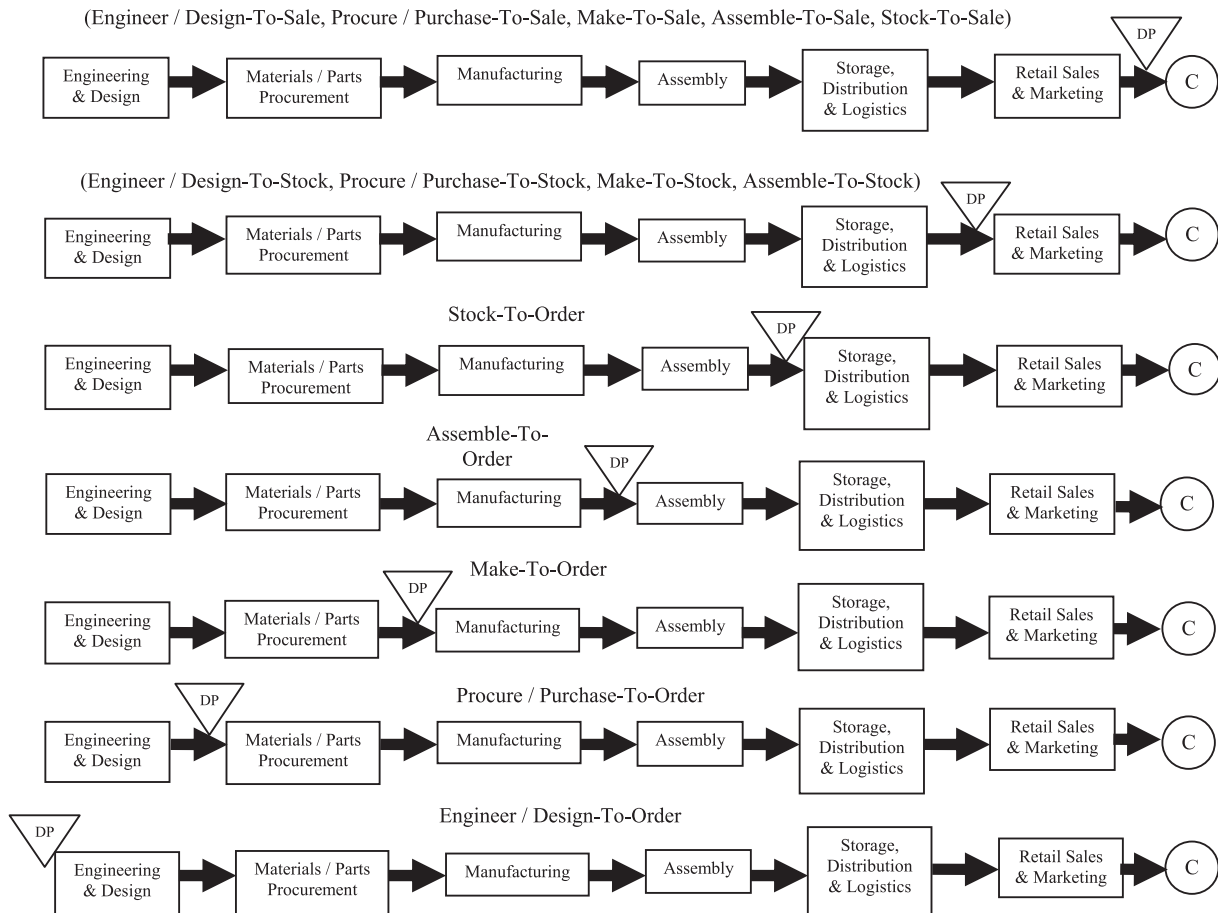 (Engineer / Design-To-Sale, Procure / Purchase-To-Sale, Make-To-Sale, Assemble-To-Sale, Stock-To-Sale)
DP
Engineering
& Design
Materials / Parts
Procurement
Manufacturing
Assembly
Storage,
Distribution
& Logistics
Retail Sales
& Marketing
C
(Engineer / Design-To-Stock, Procure / Purchase-To-Stock, Make-To-Stock, Assemble-To-Stock)
DP
Engineering
& Design
Materials / Parts
Procurement
Manufacturing
Assembly
Storage,
Distribution
& Logistics
Retail Sales
& Marketing
C
Stock-To-Order
DP
Engineering
& Design
Materials / Parts
Procurement
Manufacturing
Assembly
Storage,
Distribution
& Logistics
Retail Sales
& Marketing
C
Assemble-To-
Order
DP
Engineering
& Design
Materials / Parts
Procurement
Manufacturing
Assembly
Storage,
Distribution
& Logistics
Retail Sales
& Marketing
C
Make-To-Order
DP
Engineering
& Design
Materials / Parts
Procurement
Manufacturing
Assembly
Storage,
Distribution
& Logistics
Retail Sales
& Marketing
C
Procure / Purchase-To-Order
DP
Engineering
& Design
Materials / Parts
Procurement
Manufacturing
Assembly
Storage,
Distribution
& Logistics
Retail Sales
& Marketing
C
Engineer / Design-To-Order
DP
Engineering
& Design
Materials / Parts
Procurement
Manufacturing
Assembly
Storage,
Distribution
& Logistics
Retail Sales
& Marketing
C